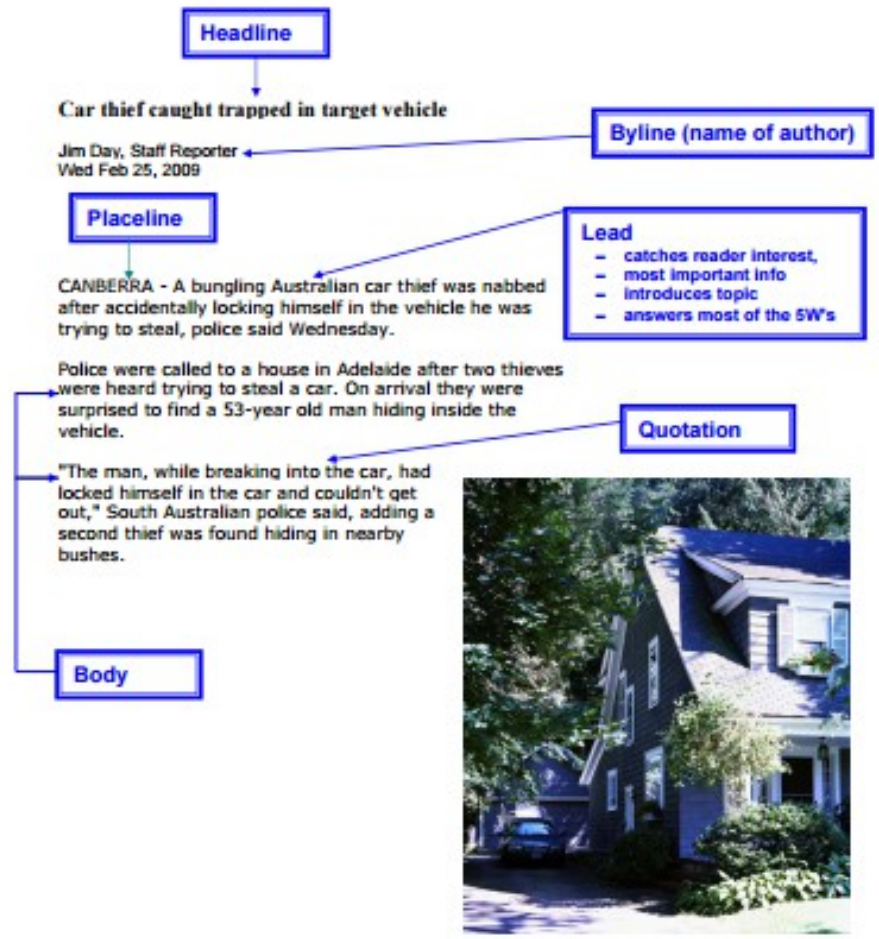 Headline
Car thief caught trapped in target vehicle
Byline (name of author)
Jim Day, Staff Reporter
Wed Feb 25, 2009
Placeline
Lead
– catches reader interest,
– most important info
– introduces topic
– answers most of the 5W's
CANBERRA - A bungling Australian car thief was nabbed
after accidentally locking himself in the vehicle he was
trying to steal, police said Wednesday.
Police were called to a house in Adelaide after two thieves
were heard trying to steal a car. On arrival they were
surprised to find a 53-year old man hiding inside the
vehicle.
Quotation
"The man, while breaking into the car, had
locked himself in the car and couldn't get
out," South Australian police said, adding a
second thief was found hiding in nearby
bushes.
Body